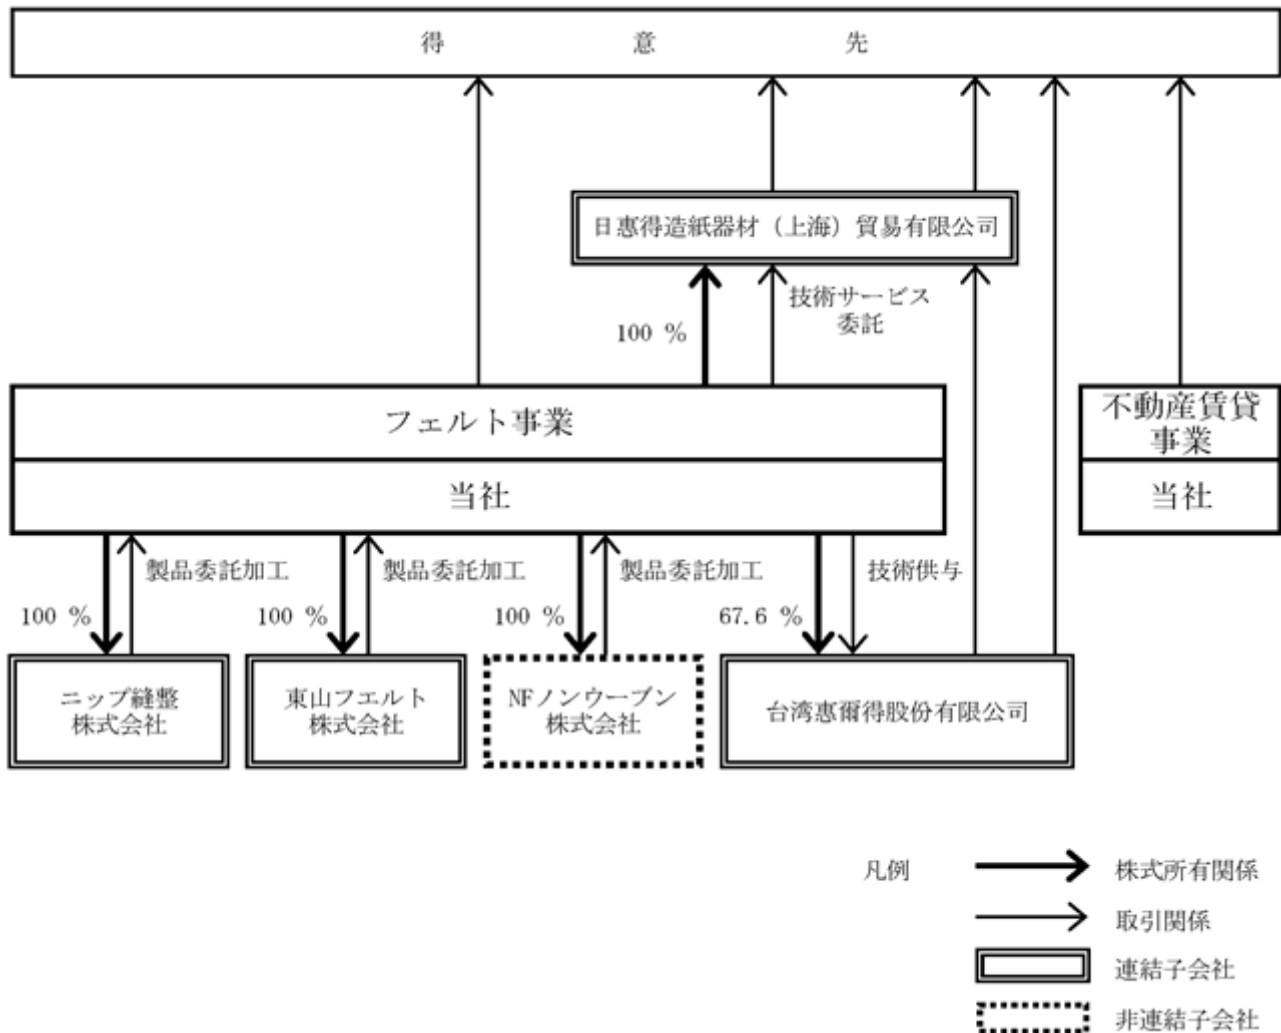 得意先
日惠得造紙器材（上海）貿易有限公司
技術サービス
委託
100 %
フェルト事業
当社
不動産賃貸
事業
当社
製品委託加工
製品委託加工
製品委託加工
技術供与
100 %
100 %
100 %
67.6 %
ニップ縫整
株式会社
東山フエルト
株式会社
NFノンウーブン
株式会社
台湾惠爾得股份有限公司
凡例
株式所有関係
取引関係
連結子会社
非連結子会社